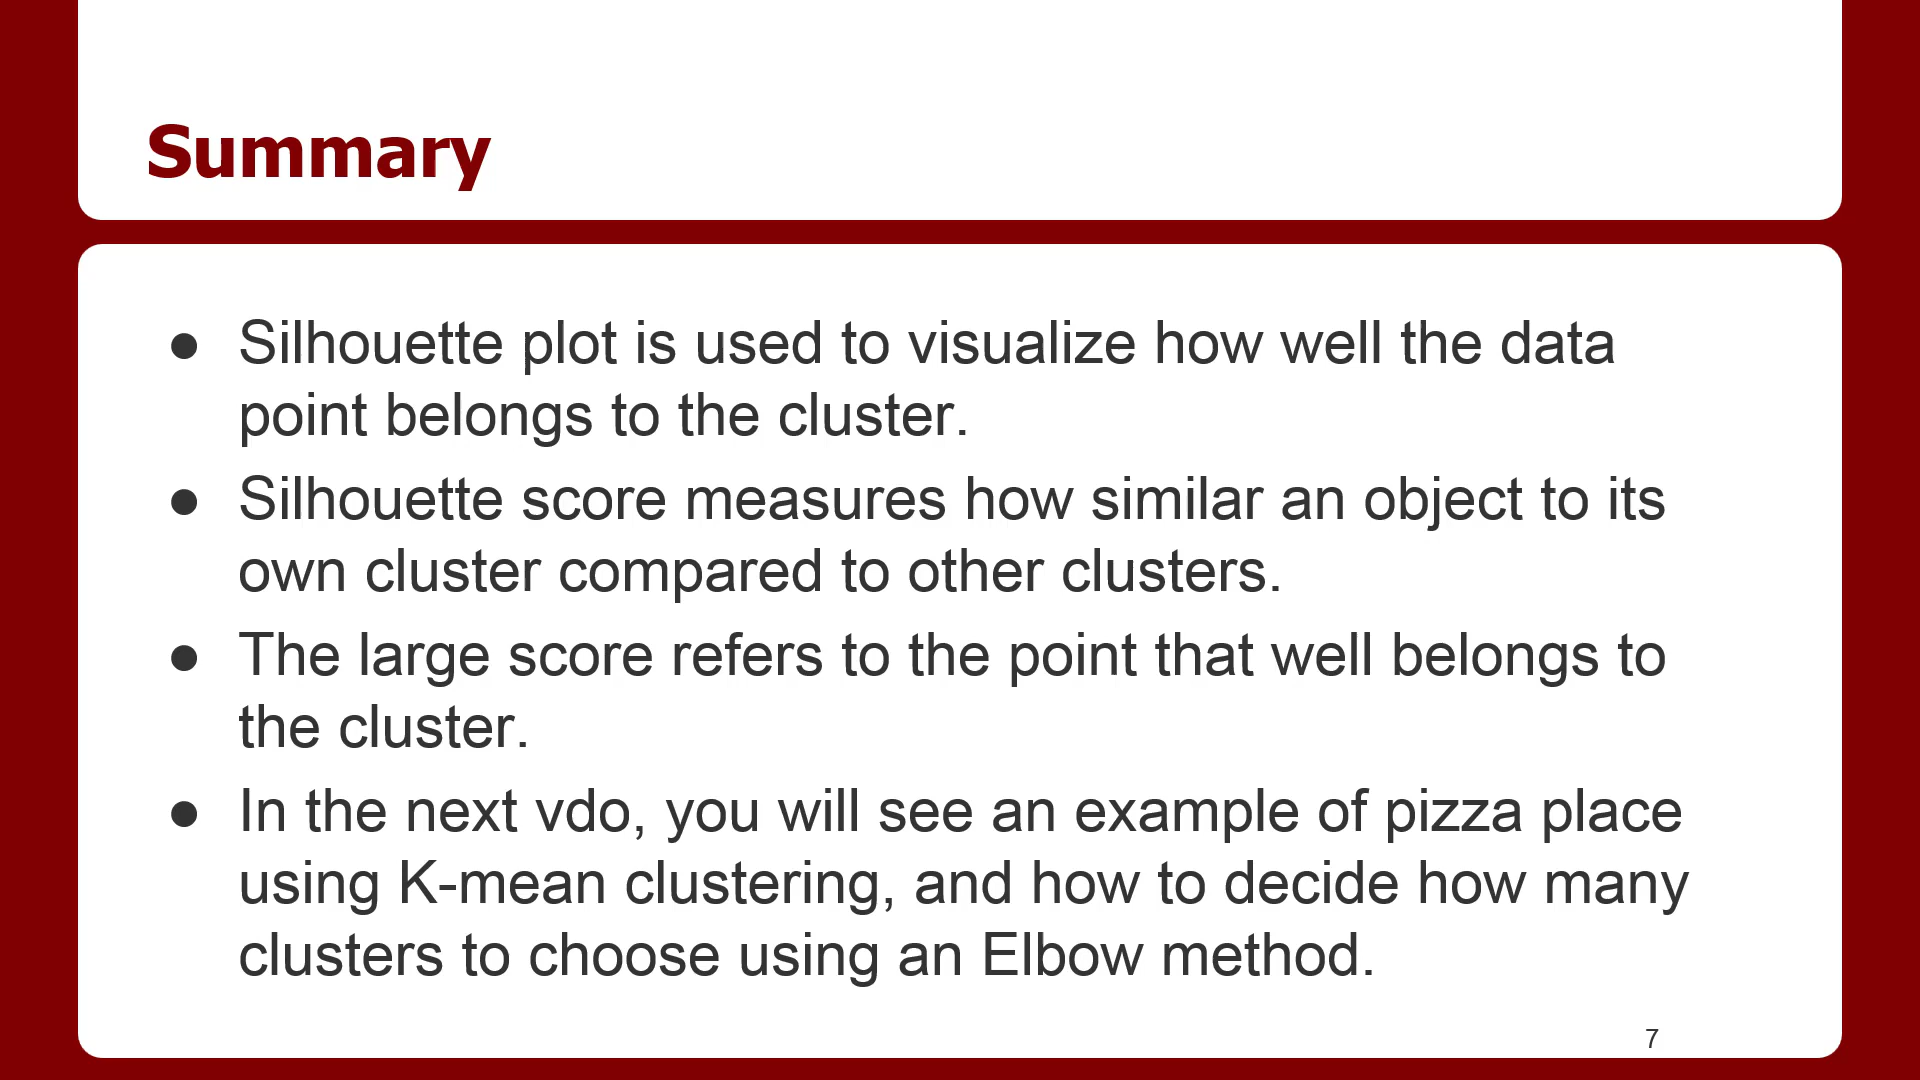 Summary
● Silhouette plot is used to visualize how well the data
point belongs to the cluster.
● Silhouette score measures how similar an object to its
own cluster compared to other clusters.
● The large score refers to the point that well belongs to
the cluster.
● In the next vdo, you will see an example of pizza place
using K-mean clustering, and how to decide how many
clusters to choose using an Elbow method.
7